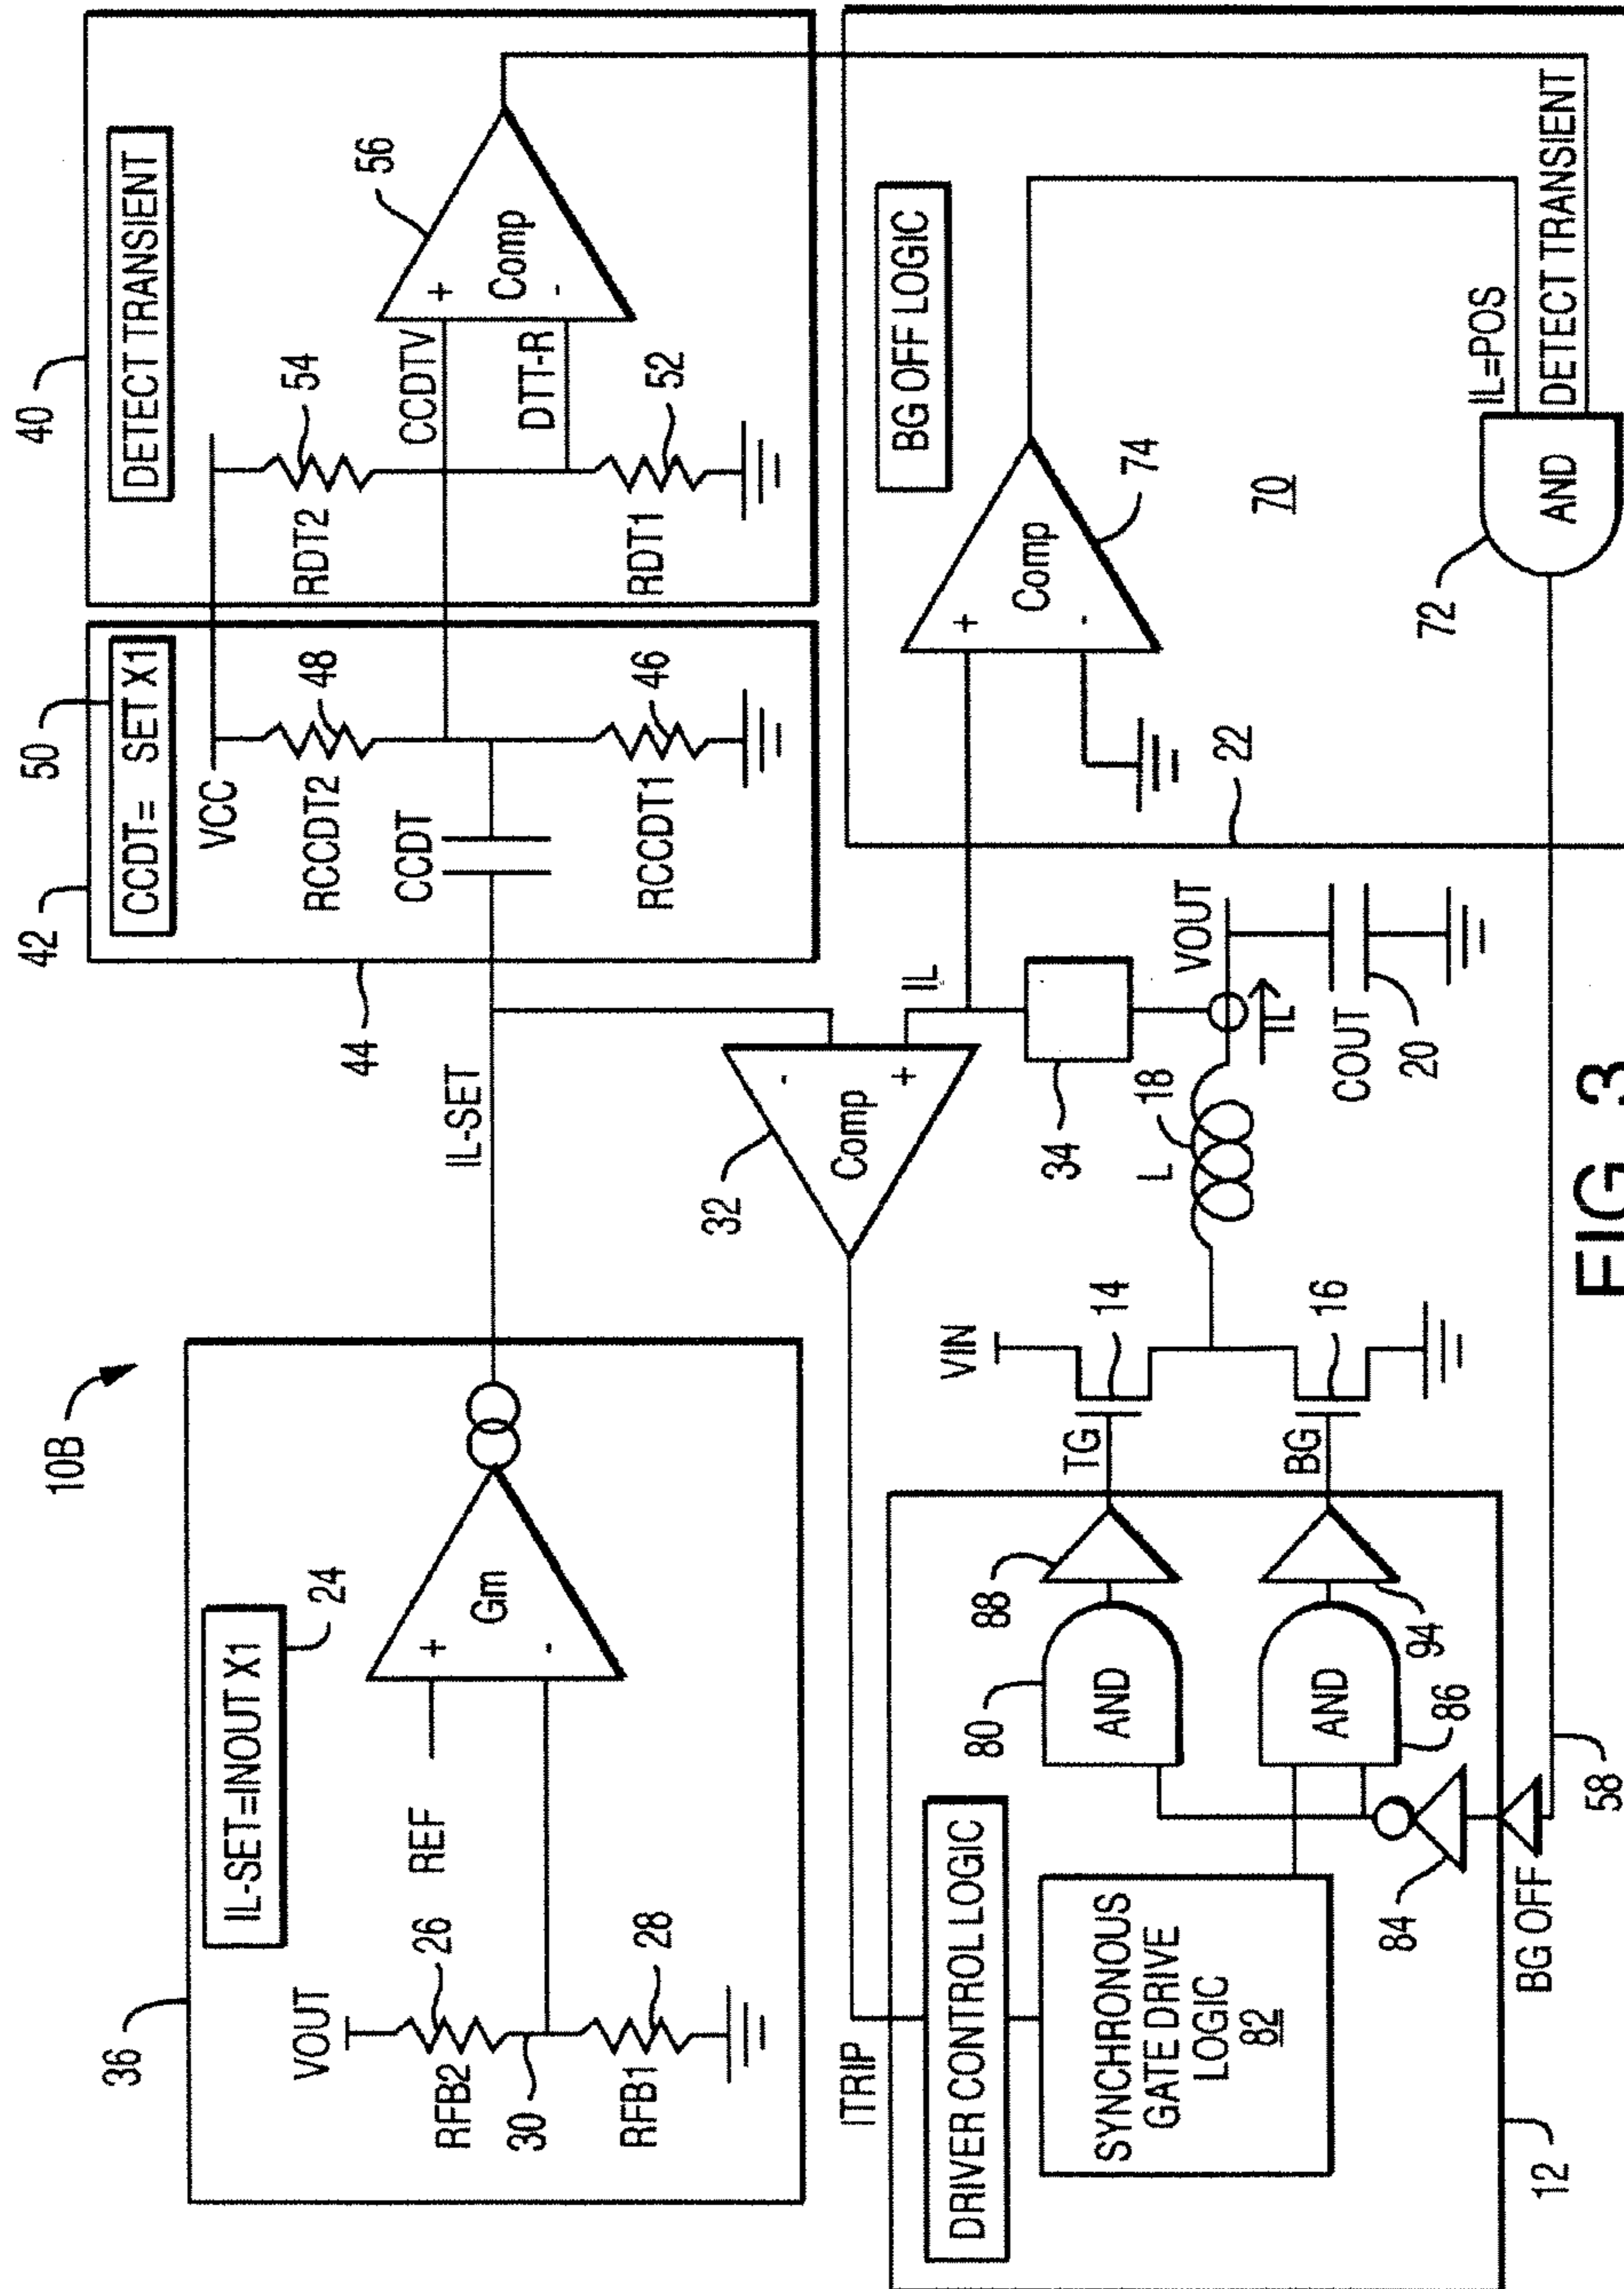 10B
36
IL-SET=INOUT X1
24
VOUT
RFB2
26
REF
30
RFB1
28
+
-
Gm
IL-SET
42
50
CCDT= SET X1
VCC
RCCDT2
48
CCDT
RCCDT1
46
44
40
DETECT TRANSIENT
RDT2
54
CCDTV
DTT-R
RDT1
52
+
-
Comp
56
32
Comp
-
+
IL
34
ITRIP
DRIVER CONTROL LOGIC
SYNCHRONOUS
GATE DRIVE
LOGIC
82
80
AND
88
AND
86
94
84
BG OFF
12
58
TG
BG
VIN
14
16
L
18
IL
VOUT
COUT
20
22
BG OFF LOGIC
+
-
Comp
74
70
72
AND
IL=POS
DETECT TRANSIENT
FIG 3